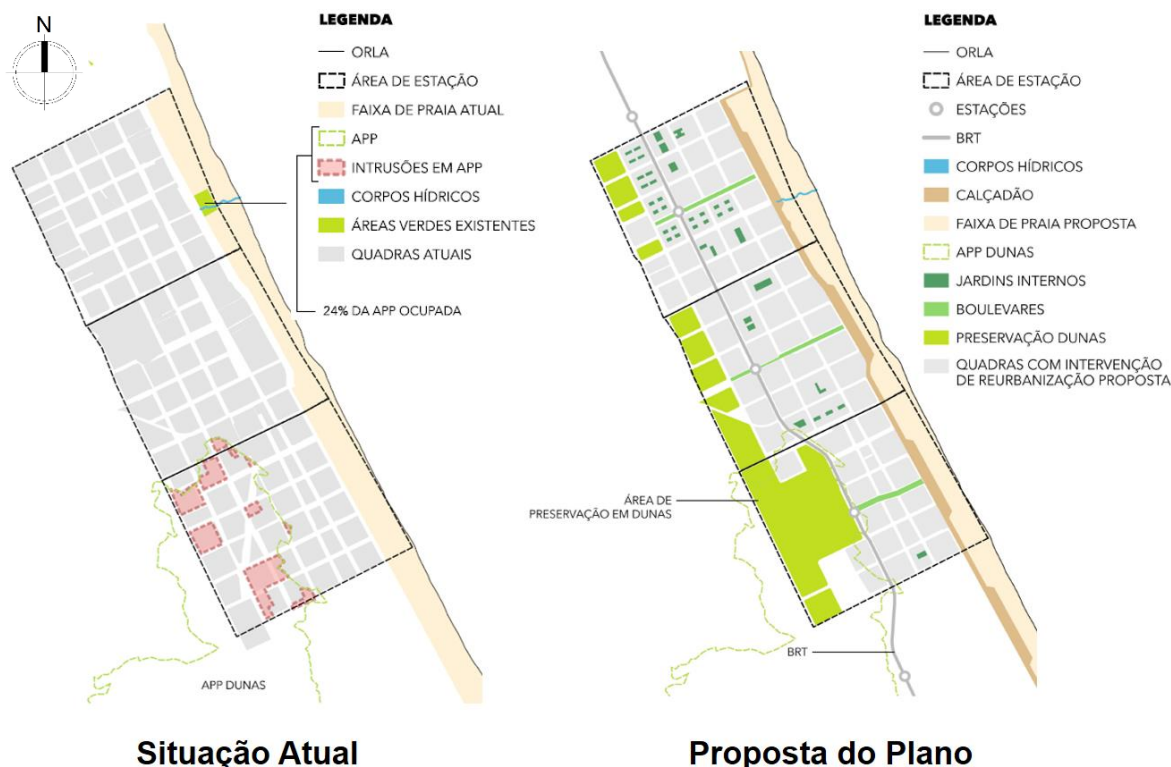 N
LEGENDA
ORLA
ÁREA DE ESTAÇÃO
FAIXA DE PRAIA ATUAL
APP
INTRUSÕES EM APP
CORPOS HÍDRICOS
ÁREAS VERDES EXISTENTES
QUADRAS ATUAIS
24% DA APP OCUPADA
APP DUNAS
Situação Atual
LEGENDA
ORLA
ÁREA DE ESTAÇÃO
ESTAÇÕES
BRT
CORPOS HÍDRICOS
CALÇADÃO
FAIXA DE PRAIA PROPOSTA
APP DUNAS
JARDINS INTERNOS
BOULEVARES
PRESERVAÇÃO DUNAS
QUADRAS COM INTERVENÇÃO
DE REURBANIZAÇÃO PROPOSTA
ÁREA DE
PRESERVAÇÃO EM DUNAS
BRT
Proposta do Plano